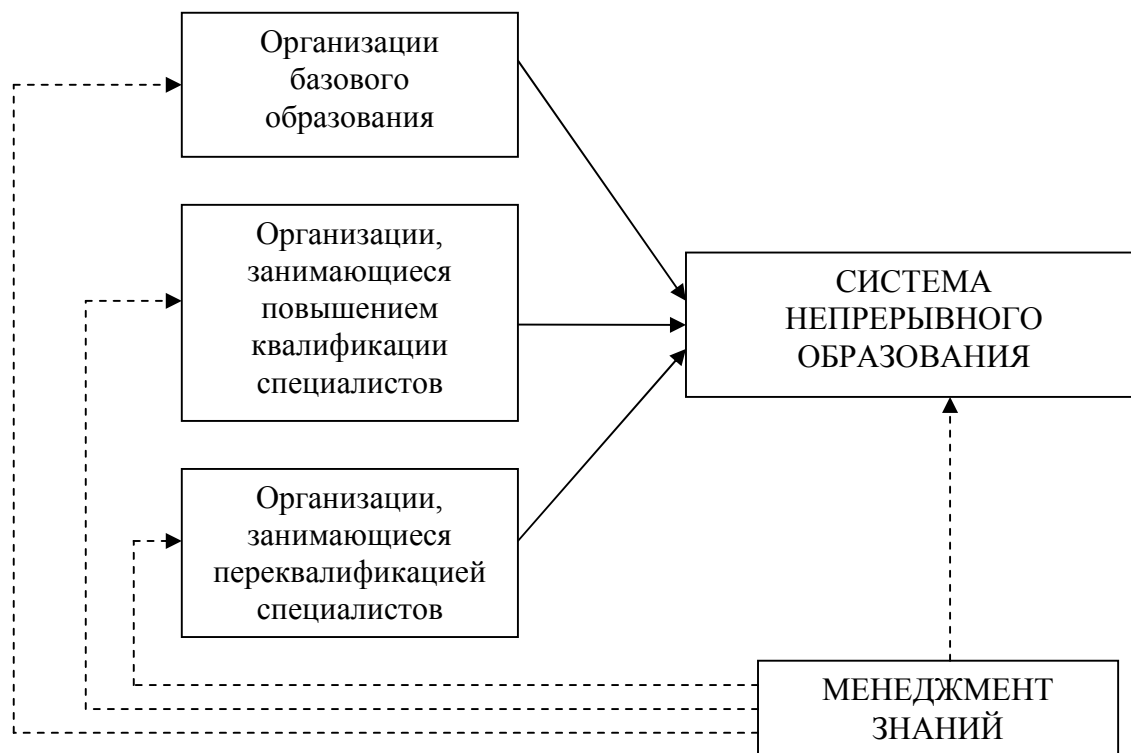 Организации
базового
образования
Организации,
занимающиеся
повышением
квалификации
специалистов
СИСТЕМА
НЕПРЕРЫВНОГО
ОБРАЗОВАНИЯ
Организации,
занимающиеся
переквалификацией
специалистов
МЕНЕДЖМЕНТ
ЗНАНИЙ